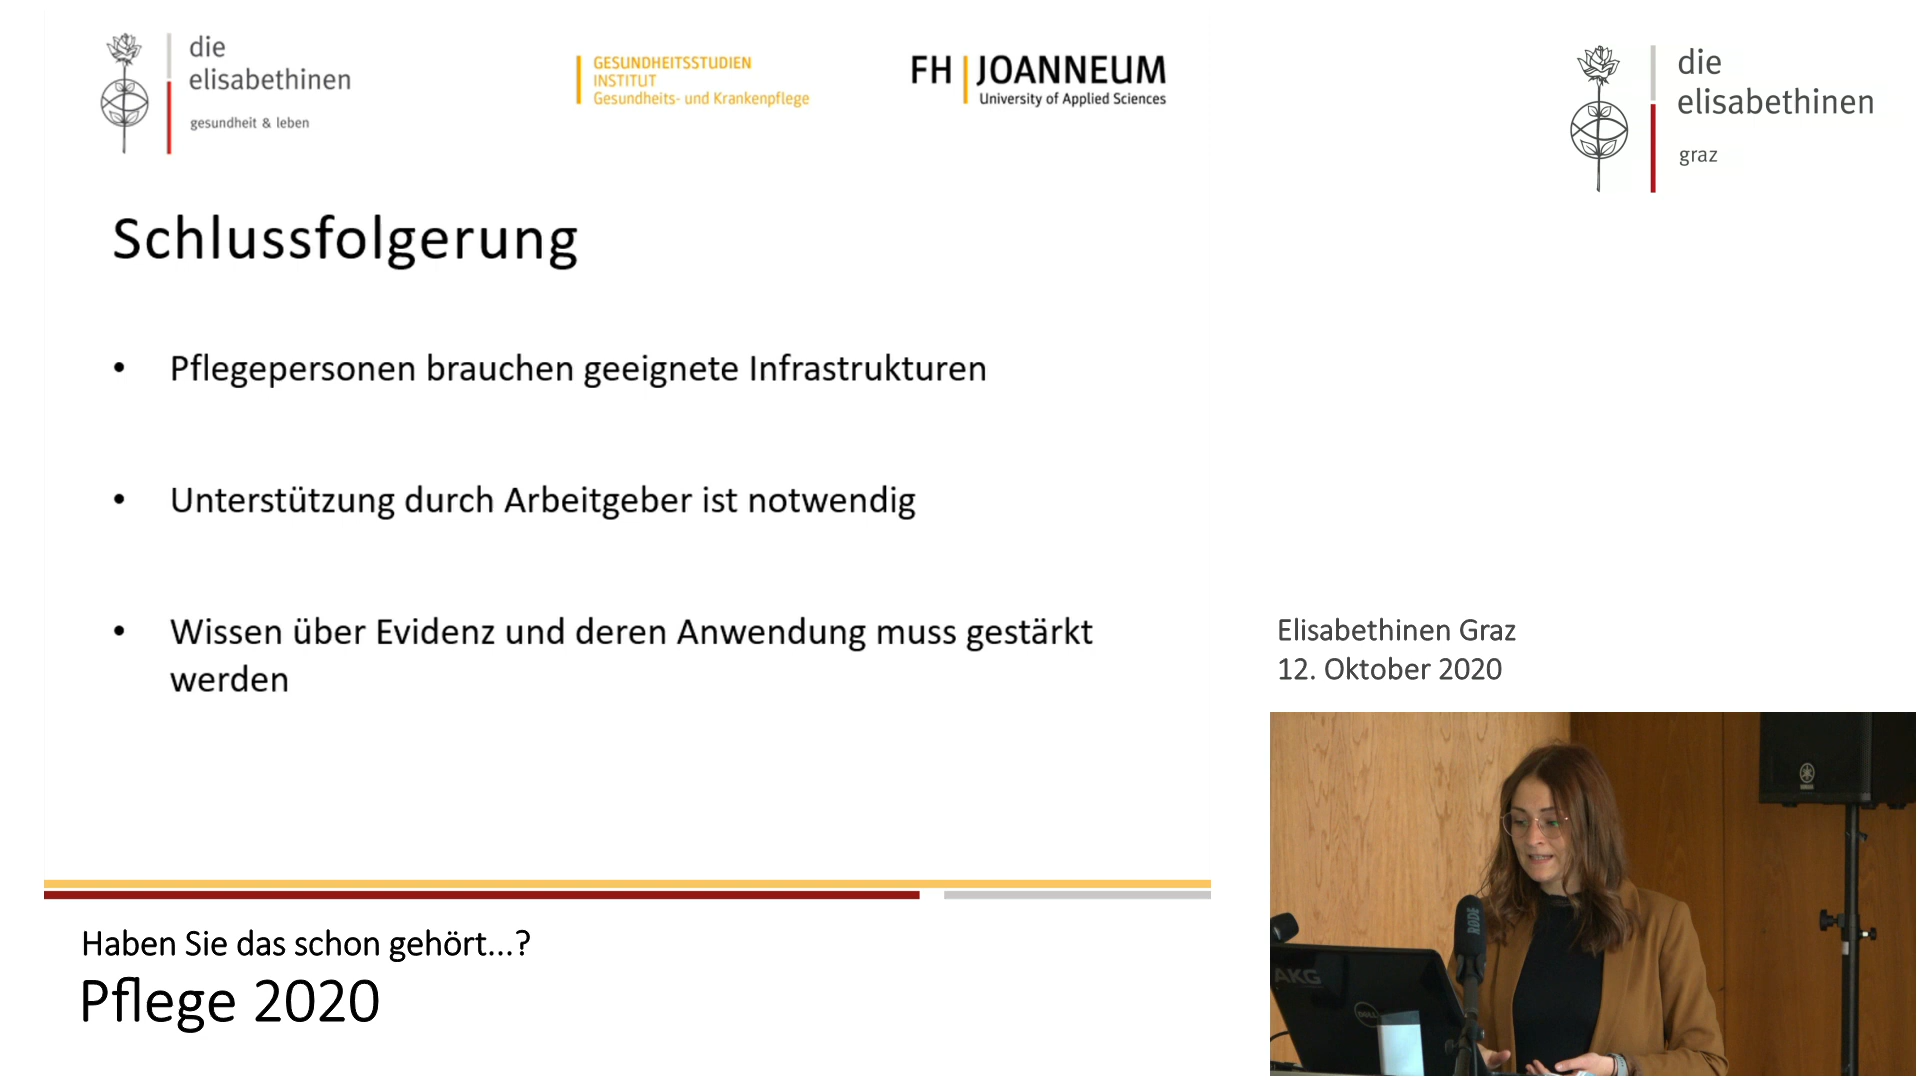 die
elisabethinen
gesundheit & leben
GESUNDHEITSSTUDIEN
INSTITUT
Gesundheits- und Krankenpflege
FH JOANNEUM
University of Applied Sciences
die
elisabethinen
graz
Schlussfolgerung
• Pflegepersonen brauchen geeignete Infrastrukturen
• Unterstützung durch Arbeitgeber ist notwendig
• Wissen über Evidenz und deren Anwendung muss gestärkt
werden
Elisabethinen Graz
12. Oktober 2020
RØDE
AKG
DELL
YAMAHA
Haben Sie das schon gehört...?
Pflege 2020